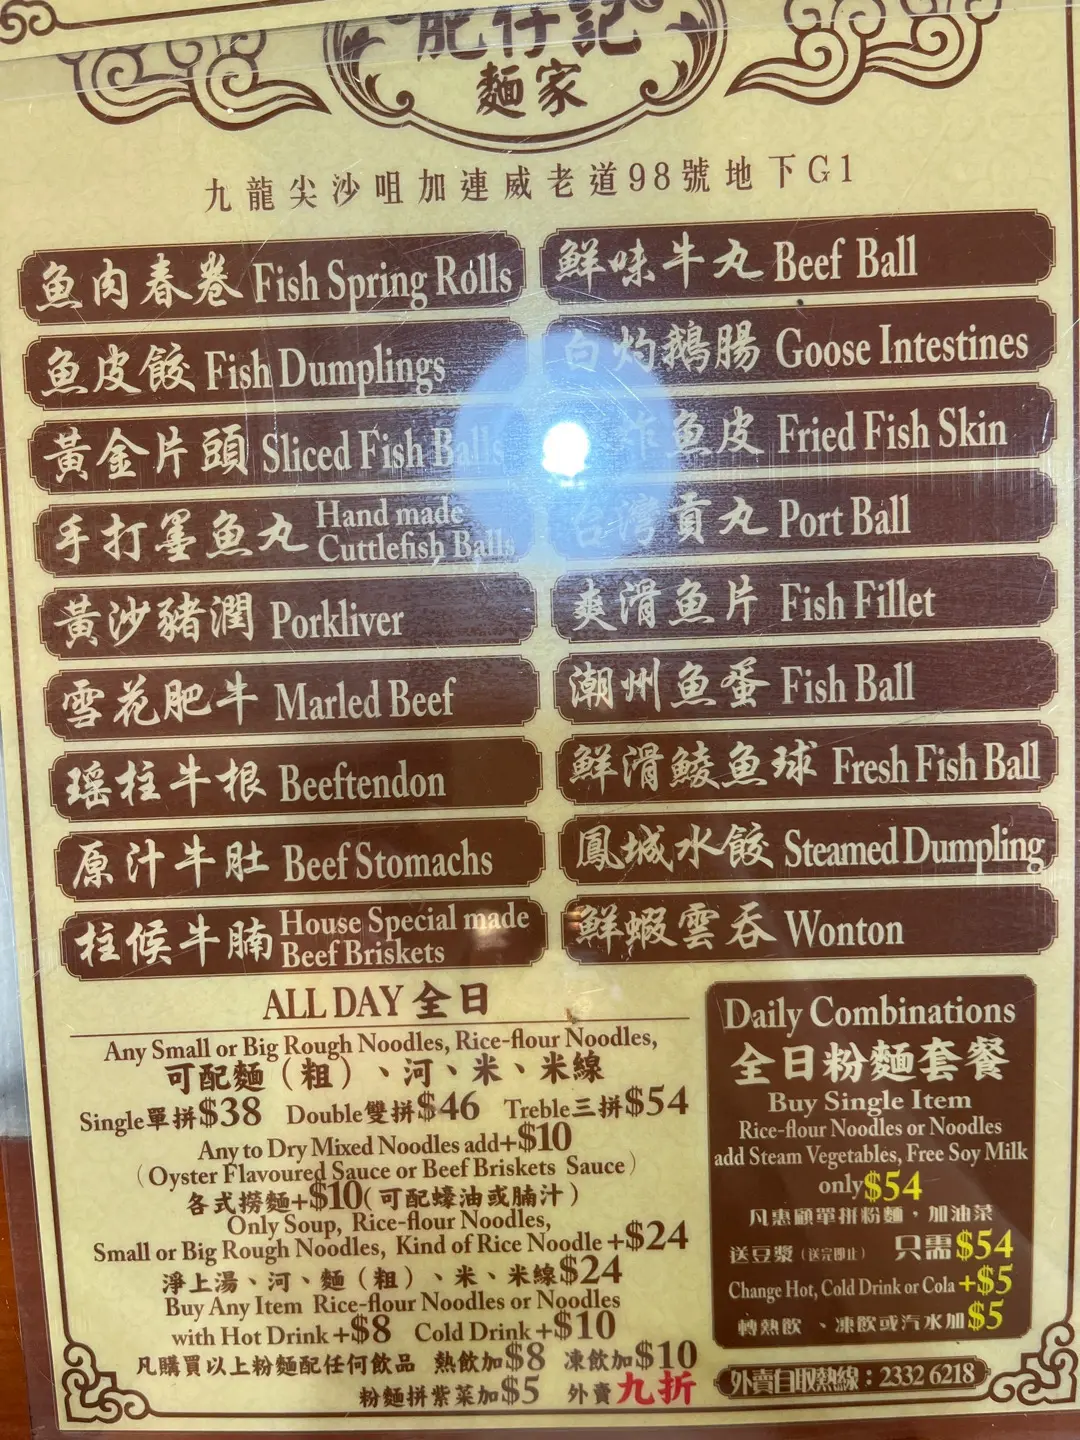 肥仔記
麵家
九龍尖沙咀加連威老道98號地下G1
魚肉春卷 Fish Spring Rolls
魚皮餃 Fish Dumplings
黃金片頭 Sliced Fish Balls
手打墨魚丸 Hand made Cuttlefish Balls
黃沙豬潤 Porkliver
雪花肥牛 Marled Beef
瑶柱牛根 Beeftendon
原汁牛肚 Beef Stomachs
柱候牛腩 House Special made Beef Briskets
鮮味牛丸 Beef Ball
白灼鵝腸 Goose Intestines
炸魚皮 Fried Fish Skin
台灣貢丸 Port Ball
爽滑魚片 Fish Fillet
潮州魚蛋 Fish Ball
鮮滑鯪魚球 Fresh Fish Ball
鳳城水餃 Steamed Dumpling
鮮蝦雲吞 Wonton
ALL DAY 全日
Any Small or Big Rough Noodles, Rice-flour Noodles,
可配麵（粗）、河、米、米線
Single單拼$38 Double雙拼$46 Treble三拼$54
Any to Dry Mixed Noodles add+$10
（Oyster Flavoured Sauce or Beef Briskets Sauce）
各式撈麵+$10(可配蠔油或腩汁）
Only Soup, Rice-flour Noodles,
Small or Big Rough Noodles, Kind of Rice Noodle +$24
淨上湯、河、麵（粗）、米、米線$24
Buy Any Item Rice-flour Noodles or Noodles
with Hot Drink +$8 Cold Drink +$10
凡購買以上粉麵配任何飲品 熱飲加$8 凍飲加$10
粉麵拼紫菜加$5 外賣九折
Daily Combinations
全日粉麵套餐
Buy Single Item
Rice-flour Noodles or Noodles
add Steam Vegetables, Free Soy Milk
only$54
凡惠顧單拼粉麵，加油菜
送豆漿（送完即止） 只需$54
Change Hot, Cold Drink or Cola +$5
轉熱飲、凍飲或汽水加$5
外賣自取熱線：2332 6218